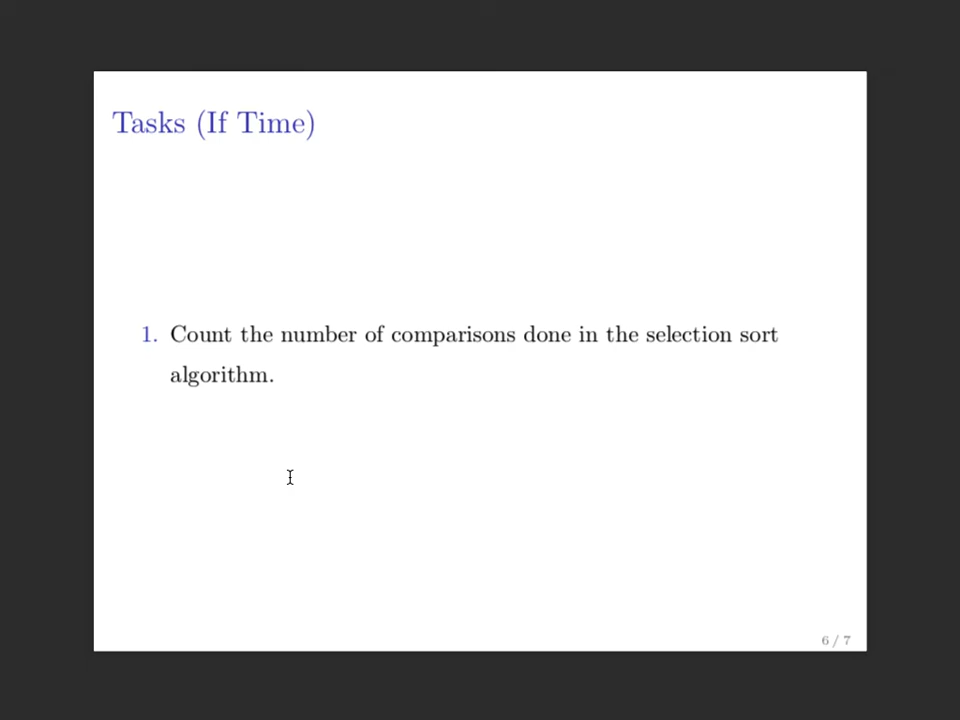 Tasks (If Time)
1. Count the number of comparisons done in the selection sort
algorithm.
6 / 7